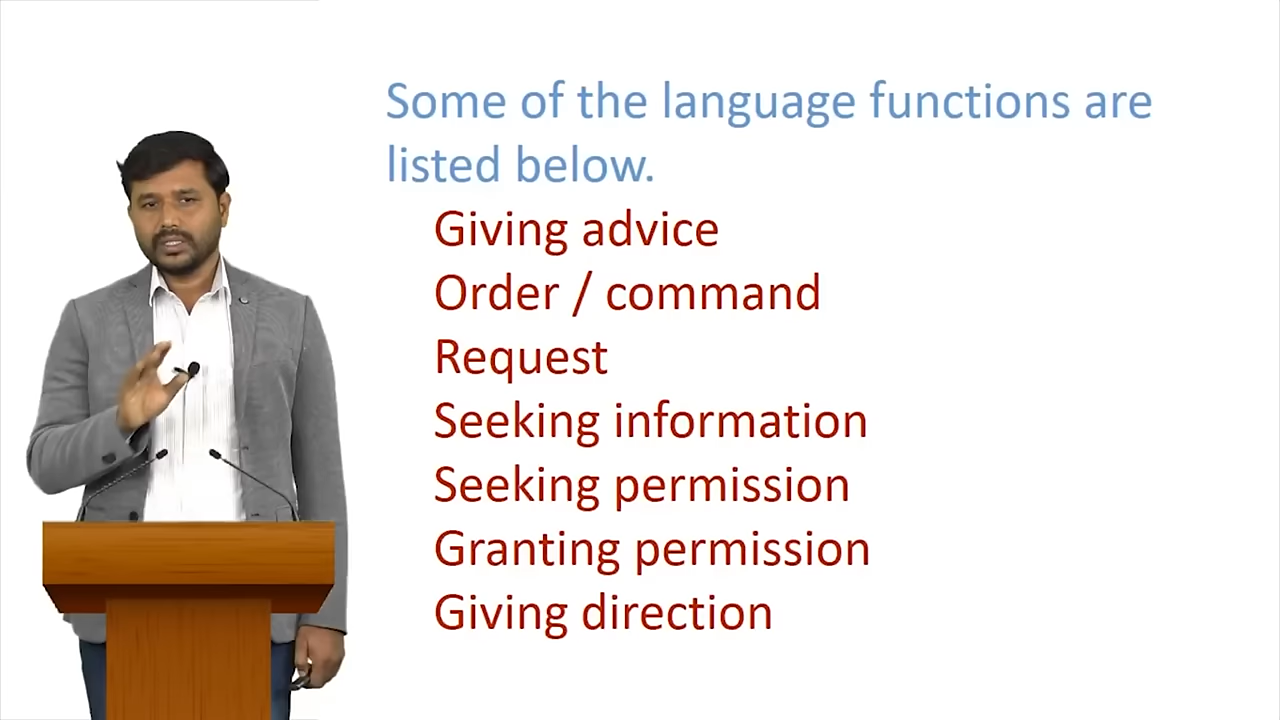 Some of the language functions are
listed below.
Giving advice
Order / command
Request
Seeking information
Seeking permission
Granting permission
Giving direction